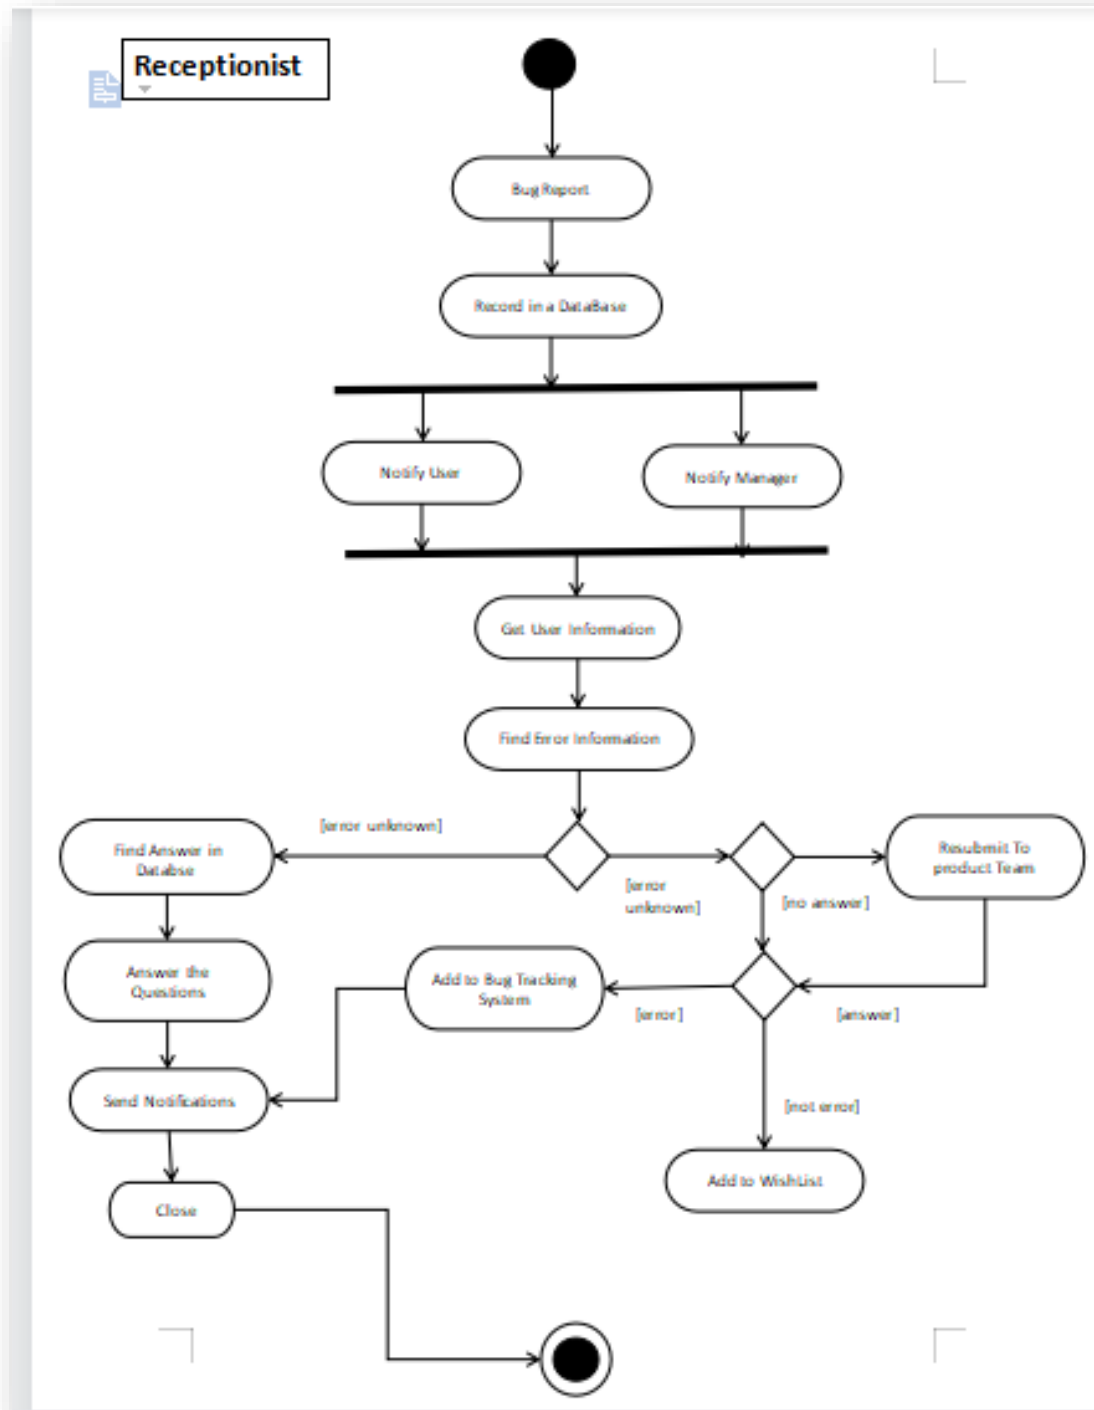 Receptionist
Bug Report
Record in a DataBase
Notify User
Notify Manager
Get User Information
Find Error Information
[error unknown]
Find Answer in
Databse
[error
unknown]
[no answer]
Resubmit To
product Team
Answer the
Questions
Add to Bug Tracking
System
[error]
[answer]
Send Notifications
[not error]
Add to WishList
Close